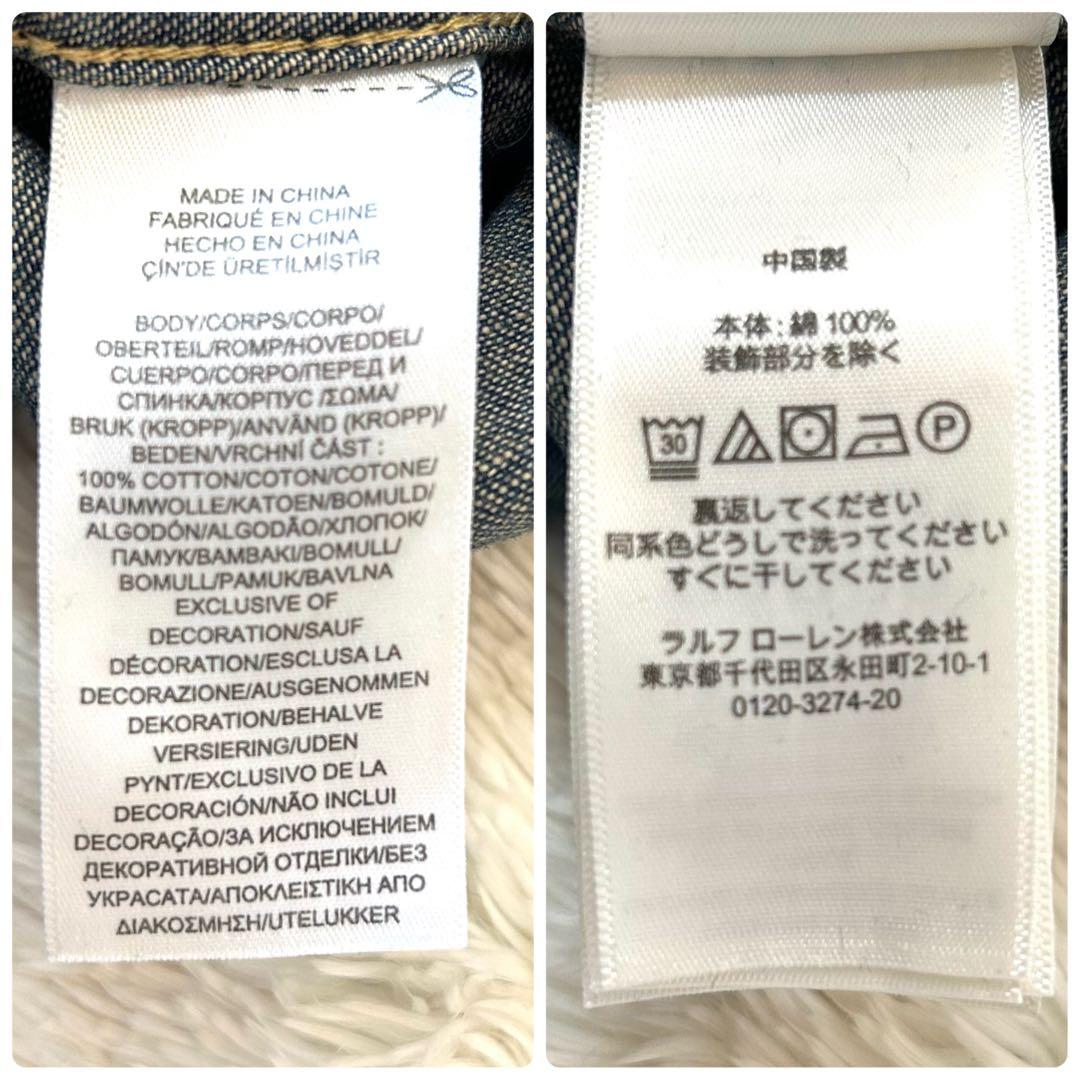 MADE IN CHINA
FABRIQUÉ EN CHINE
HECHO EN CHINA
ÇİN'DE ÜRETİLMİŞTİR
BODY/CORPS/CORPO/
OBERTEIL/ROMP/HOVEDDEL/
CUERPO/CORPO/ПЕРЕД И
СПИНКА/КОРПУС /ΣΩΜΑ/
BRUK (KROPP)/ANVÄND (KROPP)/
BEDEN/VRCHNÍ ČÁST :
100% COTTON/COTON/COTONE/
BAUMWOLLE/KATOEN/BOMULD/
ALGODÓN/ALGODÃO/ХЛОПОК/
ПАМУК/ΒΑΜΒΑΚΙ/BOMULL/
BOMULL/PAMUK/BAVLNA
EXCLUSIVE OF
DECORATION/SAUF
DÉCORATION/ESCLUSA LA
DECORAZIONE/AUSGENOMMEN
DEKORATION/BEHALVE
VERSIERING/UDEN
PYNT/EXCLUSIVO DE LA
DECORACIÓN/NÃO INCLUI
DECORAÇÃO/ЗА ИСКЛЮЧЕНИЕМ
ДЕКОРАТИВНОЙ ОТДЕЛКИ/БЕЗ
УКРАСАТА/ΑΠΟΚΛΕΙΣΤΙΚΗ ΑΠΟ
ΔΙΑΚΟΣΜΗΣΗ/UTELUKKER
中国製
本体 : 綿 100%
装飾部分を除く
30 P
裏返してください
同系色どうしで洗ってください
すぐに干してください
ラルフ ローレン株式会社
東京都千代田区永田町2-10-1
0120-3274-20